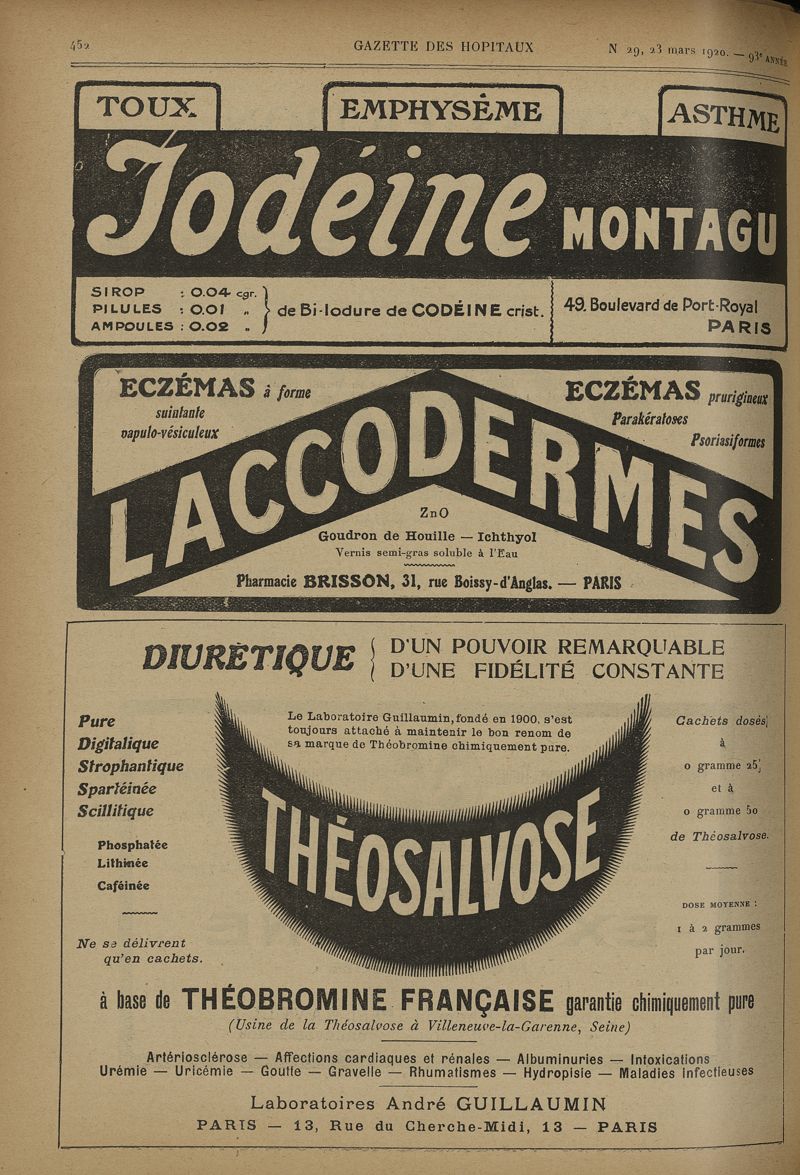 452
GAZETTE DES HOPITAUX
N 29, 23 mars 1920. — 93e ANNÉE
TOUX
EMPHYSÊME
ASTHME
Iodéine MONTAGU
SIROP : 0.04 cgr.
PILULES : 0.01 „
AMPOULES : 0.02 „
de Bi-Iodure de CODÉINE crist.
49, Boulevard de Port-Royal
PARIS
ECZÉMAS à forme
suintante
vapulo-vésiculeux
ECZÉMAS prurigineux
Parakératoses
Psoriasiformes
LACCODERMES
ZnO
Goudron de Houille — Ichthyol
Vernis semi-gras soluble à l'Eau
Pharmacie BRISSON, 31, rue Boissy-d'Anglas. — PARIS
DIURÉTIQUE
D'UN POUVOIR REMARQUABLE
D'UNE FIDÉLITÉ CONSTANTE
Le Laboratoire Guillaumin, fondé en 1900, s'est
toujours attaché à maintenir le bon renom de
sa marque de Théobromine chimiquement pure.
Pure
Digitalique
Strophantique
Spartéinée
Scillitique
Phosphatée
Lithinée
Caféinée
Ne se délivrent
qu'en cachets.
THÉOSALVOSE
Cachets dosés
à
0 gramme 25
et à
0 gramme 50
de Théosalvose.
DOSE MOYENNE :
1 à 2 grammes
par jour.
à base de THÉOBROMINE FRANÇAISE garantie chimiquement pure
(Usine de la Théosalvose à Villeneuve-la-Garenne, Seine)
Artériosclérose — Affections cardiaques et rénales — Albuminuries — Intoxications
Urémie — Uricémie — Goutte — Gravelle — Rhumatismes — Hydropisie — Maladies infectieuses
Laboratoires André GUILLAUMIN
PARIS — 13, Rue du Cherche-Midi, 13 — PARIS